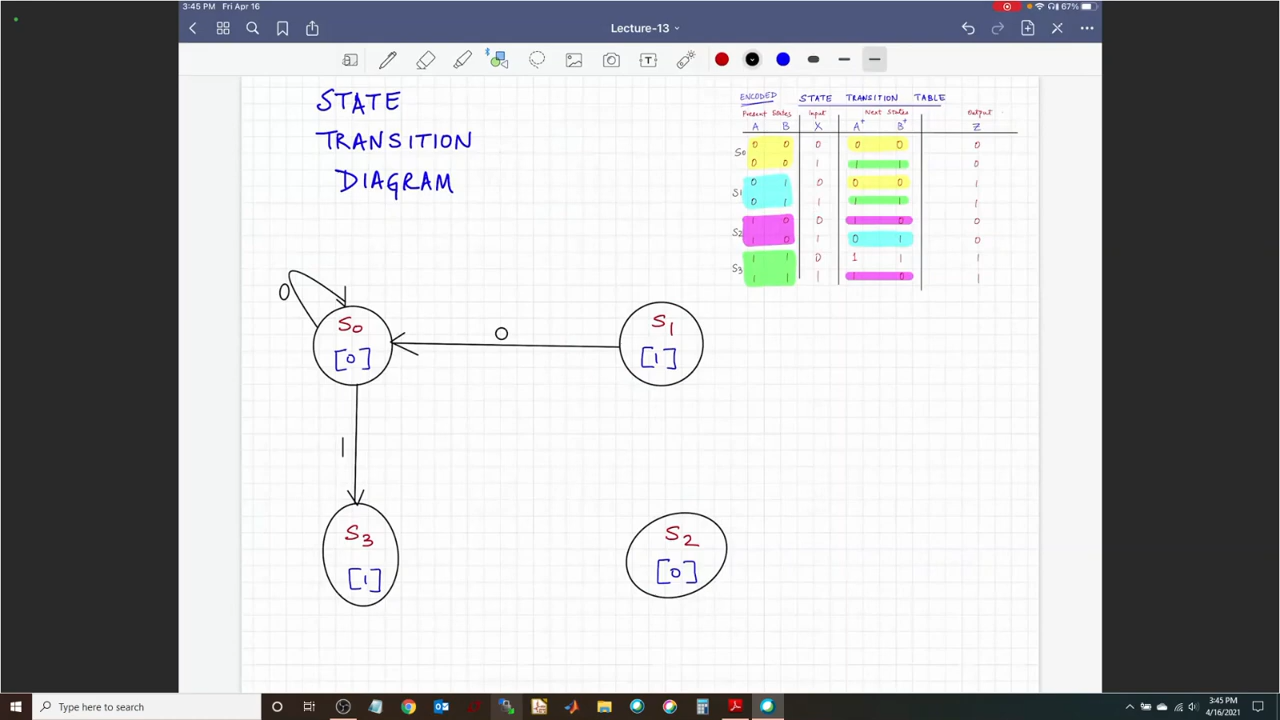 3:45 PM Fri Apr 16
67%
Lecture-13
STATE
TRANSITION
DIAGRAM
ENCODED STATE TRANSITION TABLE
Present States Input Next States Output
A B X A+ B+ Z
S0 0 0 0 0 0 0
0 0 1 1 1 0
S1 0 1 0 0 0 1
0 1 1 1 1 1
S2 1 0 0 1 0 0
1 0 1 0 1 0
S3 1 1 0 1 1 1
1 1 1 1 0 1
0
S0
[0]
0
S1
[1]
1
S3
[1]
S2
[0]
Type here to search
3:45 PM
4/16/2021